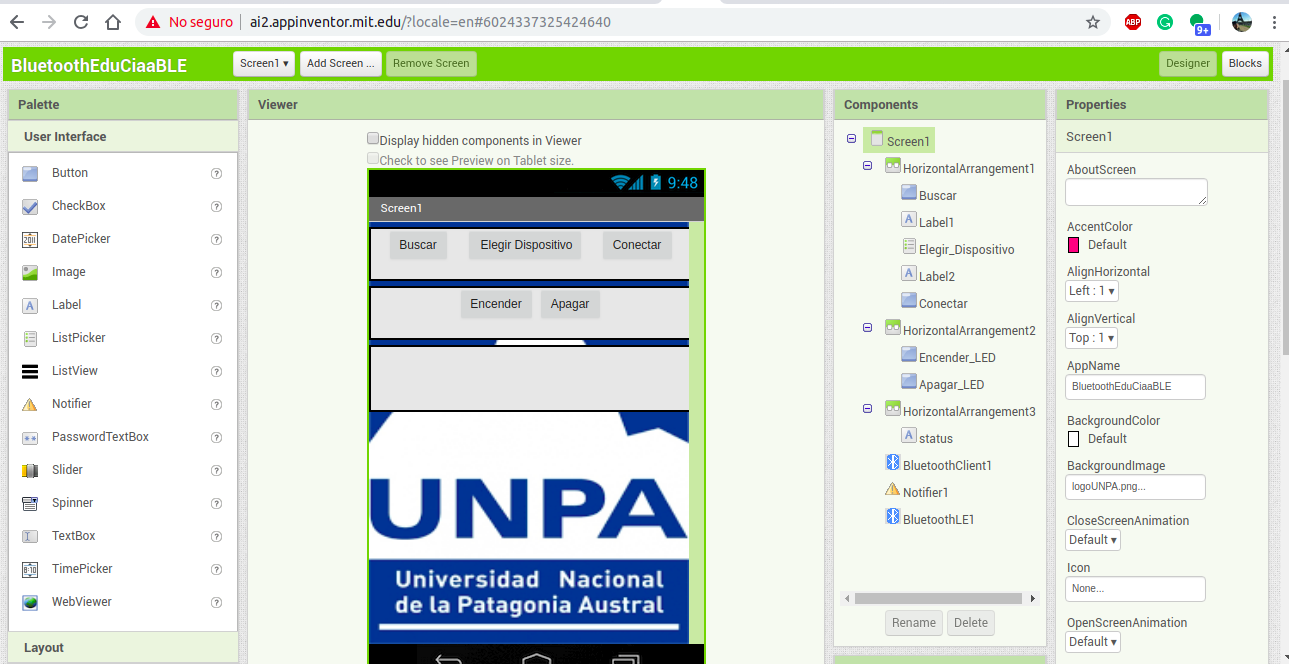 No seguro | ai2.appinventor.mit.edu/?locale=en#6024337325424640
ABP
G
9+
BluetoothEduCiaaBLE
Screen1 ▾
Add Screen ...
Remove Screen
Designer
Blocks
Palette
User Interface
Button ?
CheckBox ?
DatePicker ?
Image ?
Label ?
ListPicker ?
ListView ?
Notifier ?
PasswordTextBox ?
Slider ?
Spinner ?
TextBox ?
TimePicker ?
WebViewer ?
Layout
Viewer
Display hidden components in Viewer
Check to see Preview on Tablet size.
9:48
Screen1
Buscar Elegir Dispositivo Conectar
Encender Apagar
UNPA
Universidad Nacional
de la Patagonia Austral
Components
Screen1
HorizontalArrangement1
Buscar
Label1
Elegir_Dispositivo
Label2
Conectar
HorizontalArrangement2
Encender_LED
Apagar_LED
HorizontalArrangement3
status
BluetoothClient1
Notifier1
BluetoothLE1
Rename Delete
Properties
Screen1
AboutScreen
AccentColor
Default
AlignHorizontal
Left : 1 ▾
AlignVertical
Top : 1 ▾
AppName
BluetoothEduCiaaBLE
BackgroundColor
Default
BackgroundImage
logoUNPA.png...
CloseScreenAnimation
Default ▾
Icon
None...
OpenScreenAnimation
Default ▾